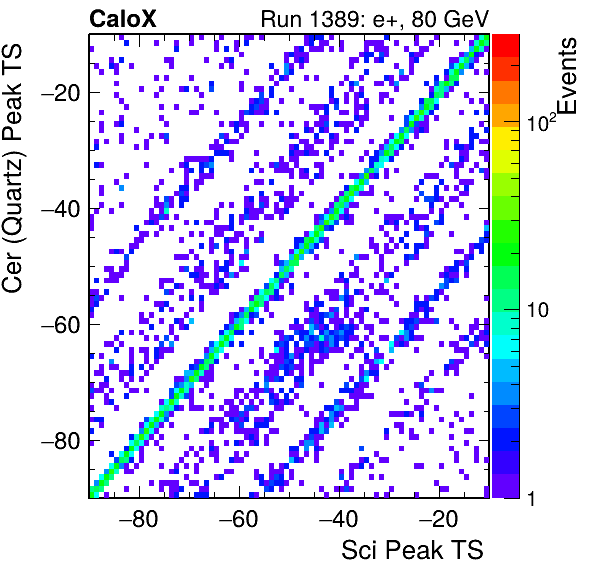 CaloX Run 1389: e+, 80 GeV
Cer (Quartz) Peak TS
−20
−40
−60
−80
−80 −60 −40 −20
Sci Peak TS
Events
10²
10
1